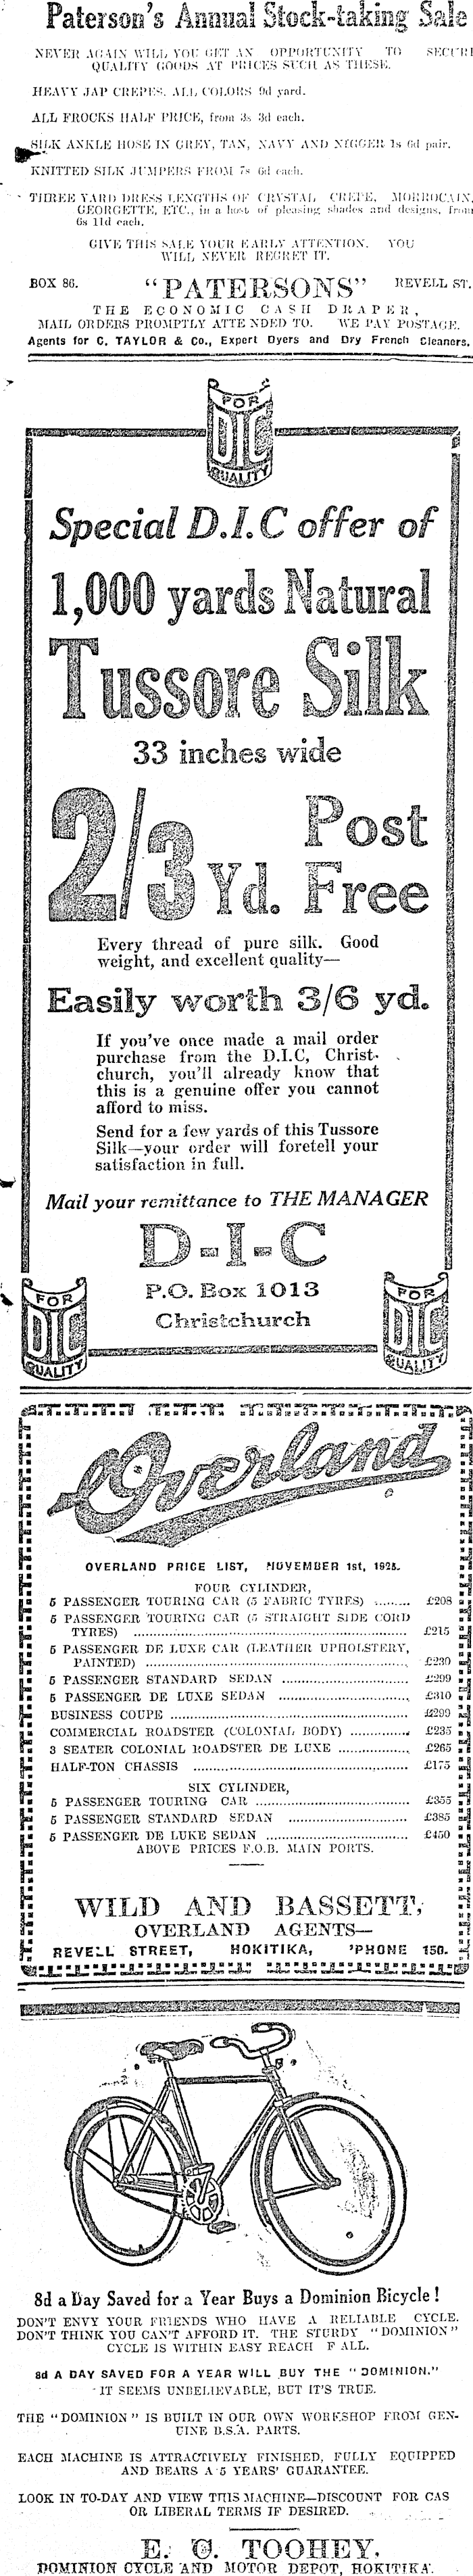 Paterson's Annual Stock-taking Sale
NEVER AGAIN WILL YOU GET AN OPPORTUNITY TO SECURE
QUALITY GOODS AT PRICES SUCH AS THESE.
HEAVY JAP CREPES. ALL COLORS 9d yard.
ALL FROCKS HALF PRICE, from 3s 3d each.
SILK ANKLE HOSE IN GREY, TAN, NAVY AND NIGGER 1s 6d pair.
KNITTED SILK JUMPERS FROM 7s 6d each.
THREE YARD DRESS LENGTHS OF CRYSTAL CREPE, MORROCAIN,
GEORGETTE, ETC., in a host of pleasing shades and designs, from
6s 11d each.
GIVE THIS SALE YOUR EARLY ATTENTION. YOU
WILL NEVER REGRET IT.
BOX 86. "PATERSONS" REVELL ST.
THE ECONOMIC CASH DRAPER,
MAIL ORDERS PROMPTLY ATTE NDED TO. WE PAY POSTAGE.
Agents for C. TAYLOR & Co., Expert Dyers and Dry French Cleaners.
FOR
DIC
QUALITY
Special D.I.C offer of
1,000 yards Natural
Tussore Silk
33 inches wide
2/3 Yd. Post
Free
Every thread of pure silk. Good
weight, and excellent quality—
Easily worth 3/6 yd.
If you've once made a mail order
purchase from the D.I.C, Christ-
church, you'll already know that
this is a genuine offer you cannot
afford to miss.
Send for a few yards of this Tussore
Silk—your order will foretell your
satisfaction in full.
Mail your remittance to THE MANAGER
D-I-C
P.O. Box 1013
Christchurch
FOR
DIC
QUALITY
FOR
DIC
QUALITY
Overland
OVERLAND PRICE LIST, NOVEMBER 1st, 1925.
FOUR CYLINDER,
5 PASSENGER TOURING CAR (5 FABRIC TYRES) ........ £208
5 PASSENGER TOURING CAR (5 STRAIGHT SIDE CORD
TYRES) ........ £215
5 PASSENGER DE LUXE CAR (LEATHER UPHOLSTERY,
PAINTED) ........ £230
5 PASSENGER STANDARD SEDAN ........ £299
5 PASSENGER DE LUXE SEDAN ........ £310
BUSINESS COUPE ........ £299
COMMERCIAL ROADSTER (COLONIAL BODY) ........ £235
3 SEATER COLONIAL ROADSTER DE LUXE ........ £265
HALF-TON CHASSIS ........ £175
SIX CYLINDER,
5 PASSENGER TOURING CAR ........ £355
5 PASSENGER STANDARD SEDAN ........ £385
5 PASSENGER DE LUKE SEDAN ........ £450
ABOVE PRICES F.O.B. MAIN PORTS.
WILD AND BASSETT,
OVERLAND AGENTS—
REVELL STREET, HOKITIKA, 'PHONE 150.
8d a Day Saved for a Year Buys a Dominion Bicycle!
DON'T ENVY YOUR FRIENDS WHO HAVE A RELIABLE CYCLE.
DON'T THINK YOU CAN'T AFFORD IT. THE STURDY "DOMINION"
CYCLE IS WITHIN EASY REACH F ALL.
8d A DAY SAVED FOR A YEAR WILL BUY THE "DOMINION."
IT SEEMS UNBELIEVABLE, BUT IT'S TRUE.
THE "DOMINION" IS BUILT IN OUR OWN WORKSHOP FROM GEN-
UINE B.S.A. PARTS.
EACH MACHINE IS ATTRACTIVELY FINISHED, FULLY EQUIPPED
AND BEARS A 5 YEARS' GUARANTEE.
LOOK IN TO-DAY AND VIEW THIS MACHINE—DISCOUNT FOR CAS
OR LIBERAL TERMS IF DESIRED.
E. C. TOOHEY.
DOMINION CYCLE AND MOTOR DEPOT, HOKITIKA.